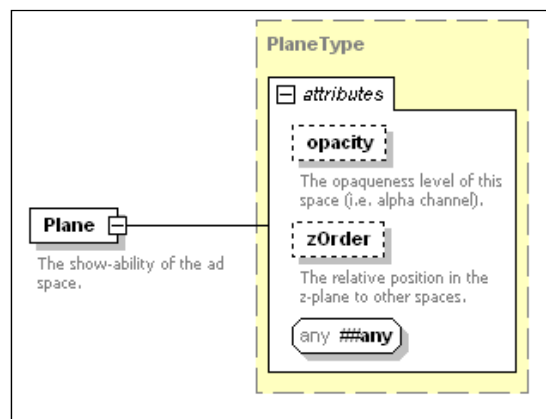 PlaneType
attributes
opacity
The opaqueness level of this
space (i.e. alpha channel).
Plane
The show-ability of the ad
space.
zOrder
The relative position in the
z-plane to other spaces.
any ##any